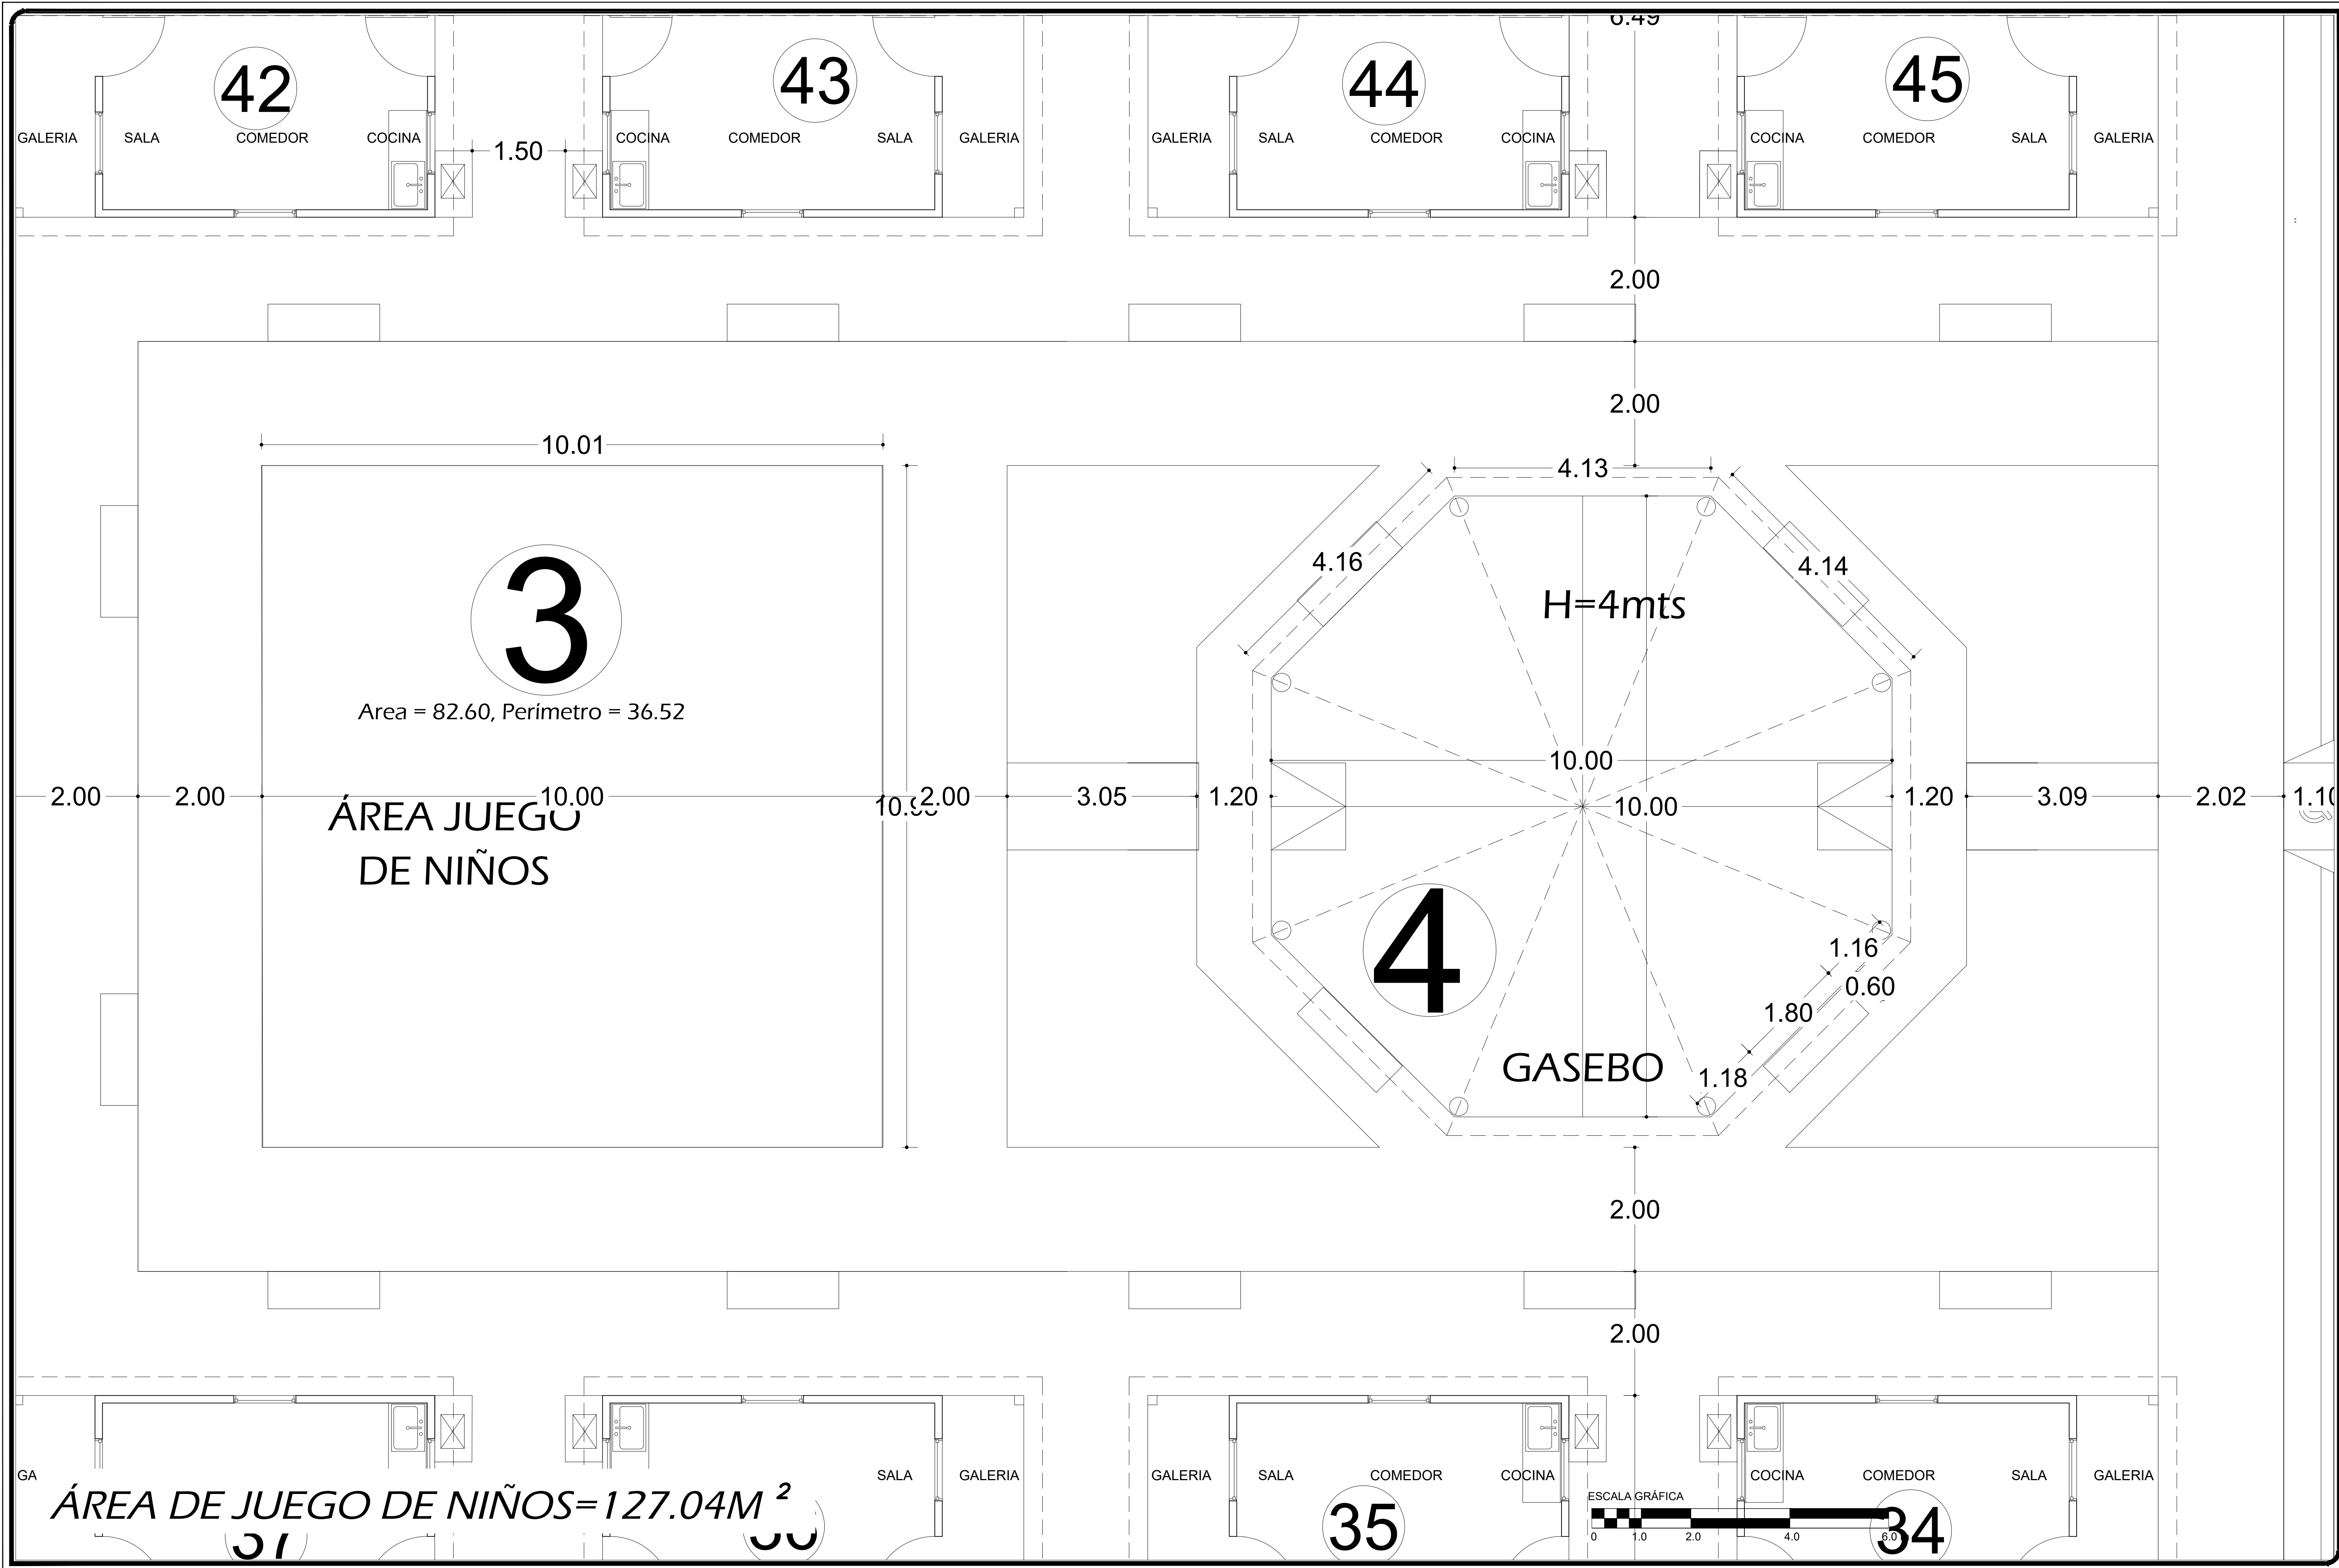 6.49
42
43
44
45
GALERIA SALA COMEDOR COCINA
COCINA COMEDOR SALA GALERIA
GALERIA SALA COMEDOR COCINA
COCINA COMEDOR SALA GALERIA
1.50
2.00
2.00
10.01
4.13
4.16
4.14
H=4mts
3
Area = 82.60, Perímetro = 36.52
10.00
2.00
2.00
10.00
2.00
3.05
1.20
10.00
1.20
3.09
2.02
ÁREA JUEGO
DE NIÑOS
4
1.16
0.60
1.80
1.18
GASEBO
2.00
2.00
GA
SALA GALERIA
GALERIA SALA COMEDOR COCINA
COCINA COMEDOR SALA GALERIA
ÁREA DE JUEGO DE NIÑOS=127.04M ²
37
35
34
ESCALA GRÁFICA
0 1.0 2.0 4.0 6.0